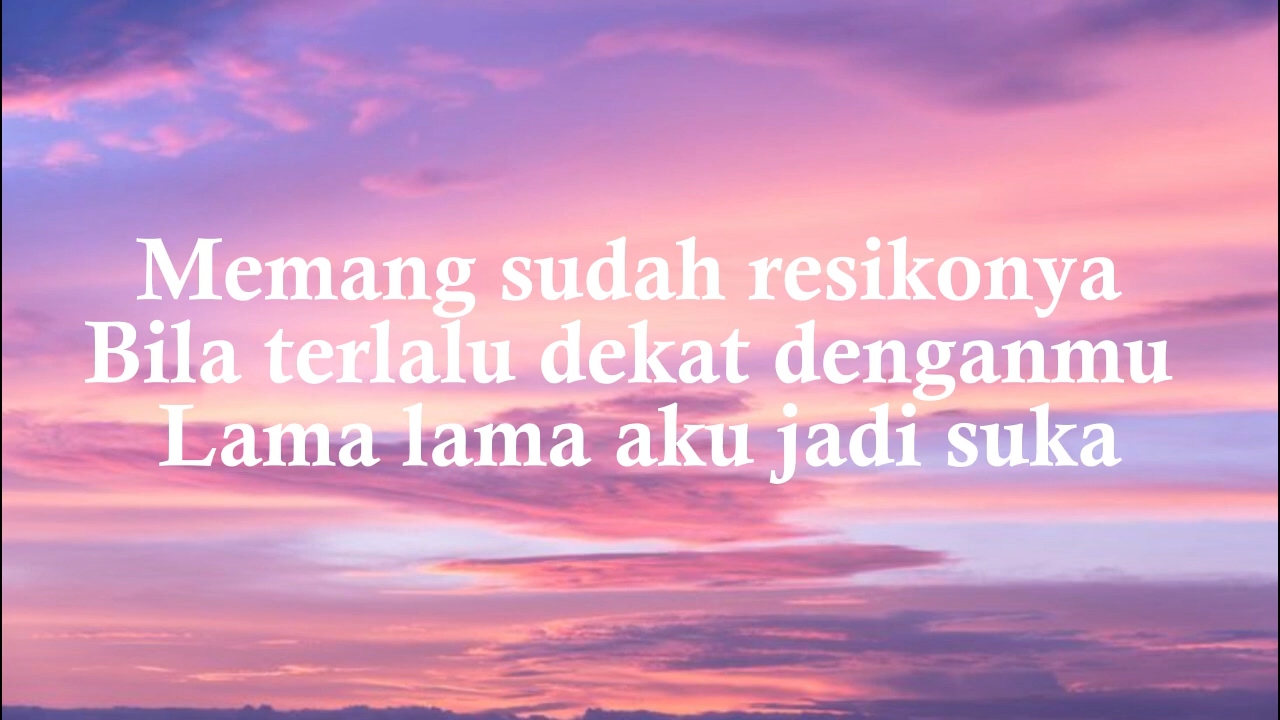 Memang sudah resikonya
Bila terlalu dekat denganmu
Lama lama aku jadi suka